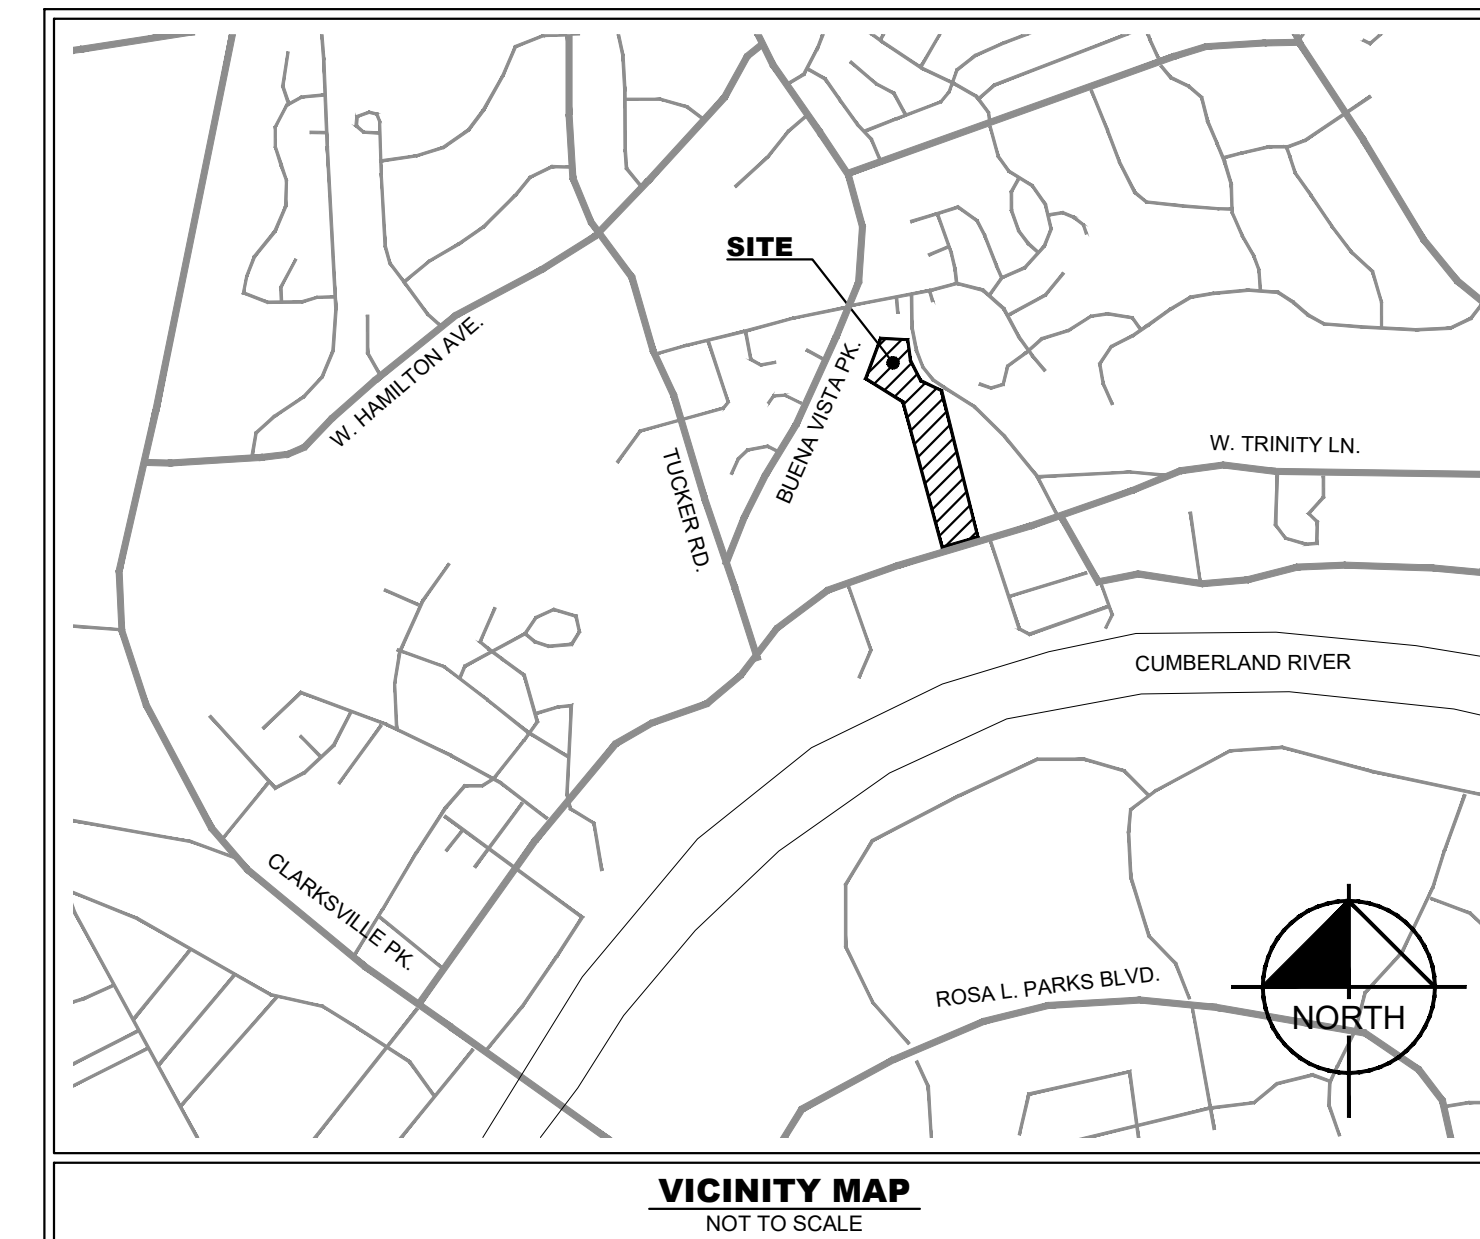 SITE
W. HAMILTON AVE.
BUENA VISTA PK.
W. TRINITY LN.
TUCKER RD.
CUMBERLAND RIVER
CLARKSVILLE PK.
ROSA L. PARKS BLVD.
NORTH
VICINITY MAP
NOT TO SCALE